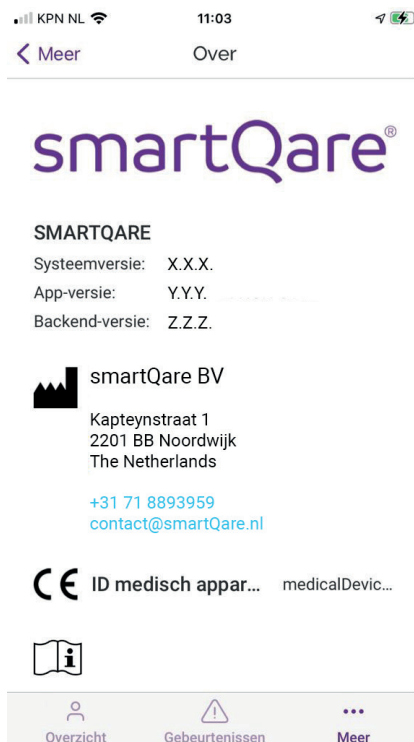 KPN NL 11:03
Meer Over
smartQare®
SMARTQARE
Systeemversie: X.X.X.
App-versie: Y.Y.Y.
Backend-versie: Z.Z.Z.
smartQare BV
Kapteynstraat 1
2201 BB Noordwijk
The Netherlands
+31 71 8893959
contact@smartQare.nl
CE ID medisch appar... medicalDevic...
i
Overzicht Gebeurtenissen Meer